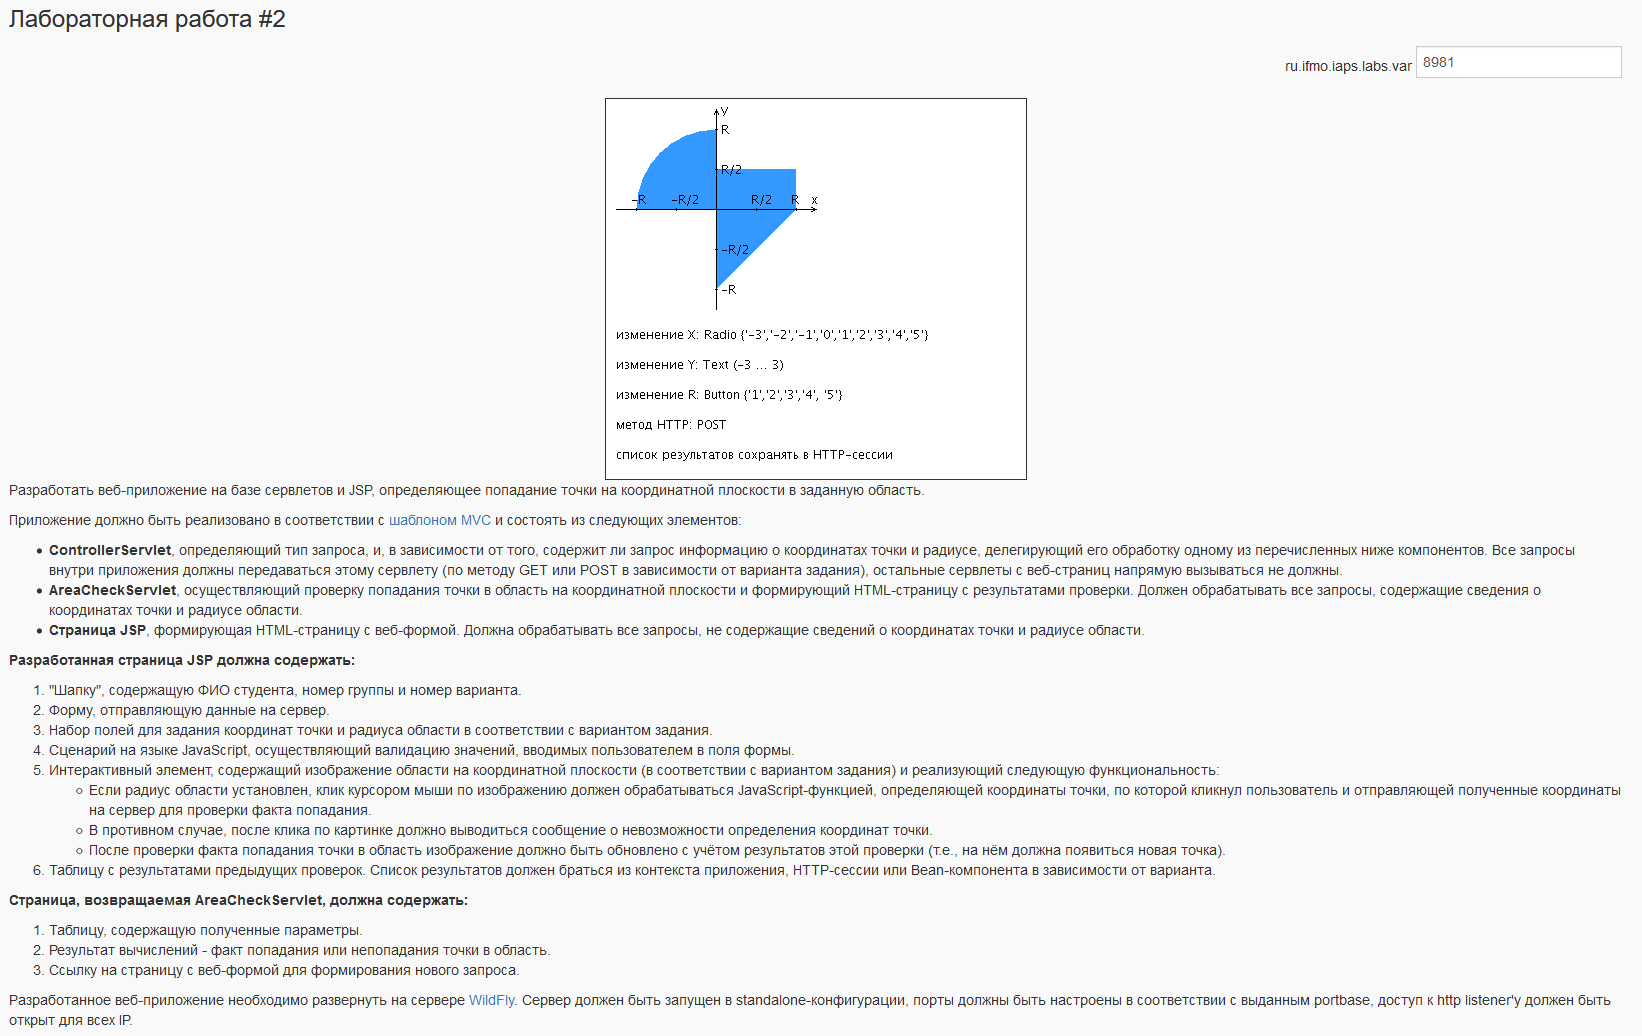 Лабораторная работа #2
ru.ifmo.iaps.labs.var 8981
y
R
R/2
-R -R/2 R/2 R x
-R/2
-R
изменение X: Radio {'-3','-2','-1','0','1','2','3','4','5'}
изменение Y: Text (-3 ... 3)
изменение R: Button {'1','2','3','4', '5'}
метод HTTP: POST
список результатов сохранять в HTTP-сессии
Разработать веб-приложение на базе сервлетов и JSP, определяющее попадание точки на координатной плоскости в заданную область.
Приложение должно быть реализовано в соответствии с шаблоном MVC и состоять из следующих элементов:
• ControllerServlet, определяющий тип запроса, и, в зависимости от того, содержит ли запрос информацию о координатах точки и радиусе, делегирующий его обработку одному из перечисленных ниже компонентов. Все запросы
внутри приложения должны передаваться этому сервлету (по методу GET или POST в зависимости от варианта задания), остальные сервлеты с веб-страниц напрямую вызываться не должны.
• AreaCheckServlet, осуществляющий проверку попадания точки в область на координатной плоскости и формирующий HTML-страницу с результатами проверки. Должен обрабатывать все запросы, содержащие сведения о
координатах точки и радиусе области.
• Страница JSP, формирующая HTML-страницу с веб-формой. Должна обрабатывать все запросы, не содержащие сведений о координатах точки и радиусе области.
Разработанная страница JSP должна содержать:
1. "Шапку", содержащую ФИО студента, номер группы и номер варианта.
2. Форму, отправляющую данные на сервер.
3. Набор полей для задания координат точки и радиуса области в соответствии с вариантом задания.
4. Сценарий на языке JavaScript, осуществляющий валидацию значений, вводимых пользователем в поля формы.
5. Интерактивный элемент, содержащий изображение области на координатной плоскости (в соответствии с вариантом задания) и реализующий следующую функциональность:
◦ Если радиус области установлен, клик курсором мыши по изображению должен обрабатываться JavaScript-функцией, определяющей координаты точки, по которой кликнул пользователь и отправляющей полученные координаты
на сервер для проверки факта попадания.
◦ В противном случае, после клика по картинке должно выводиться сообщение о невозможности определения координат точки.
◦ После проверки факта попадания точки в область изображение должно быть обновлено с учётом результатов этой проверки (т.е., на нём должна появиться новая точка).
6. Таблицу с результатами предыдущих проверок. Список результатов должен браться из контекста приложения, HTTP-сессии или Bean-компонента в зависимости от варианта.
Страница, возвращаемая AreaCheckServlet, должна содержать:
1. Таблицу, содержащую полученные параметры.
2. Результат вычислений - факт попадания или непопадания точки в область.
3. Ссылку на страницу с веб-формой для формирования нового запроса.
Разработанное веб-приложение необходимо развернуть на сервере WildFly. Сервер должен быть запущен в standalone-конфигурации, порты должны быть настроены в соответствии с выданным portbase, доступ к http listener'у должен быть
открыт для всех IP.